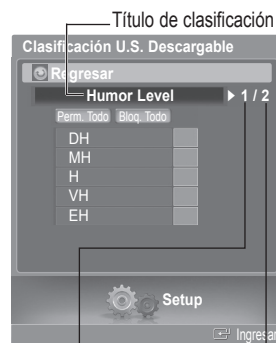 Título de clasificación
Clasificación U.S. Descargable
Regresar
Humor Level ▶ 1 / 2
Perm. Todo Bloq. Todo
DH
MH
H
VH
EH
Setup
Ingresar